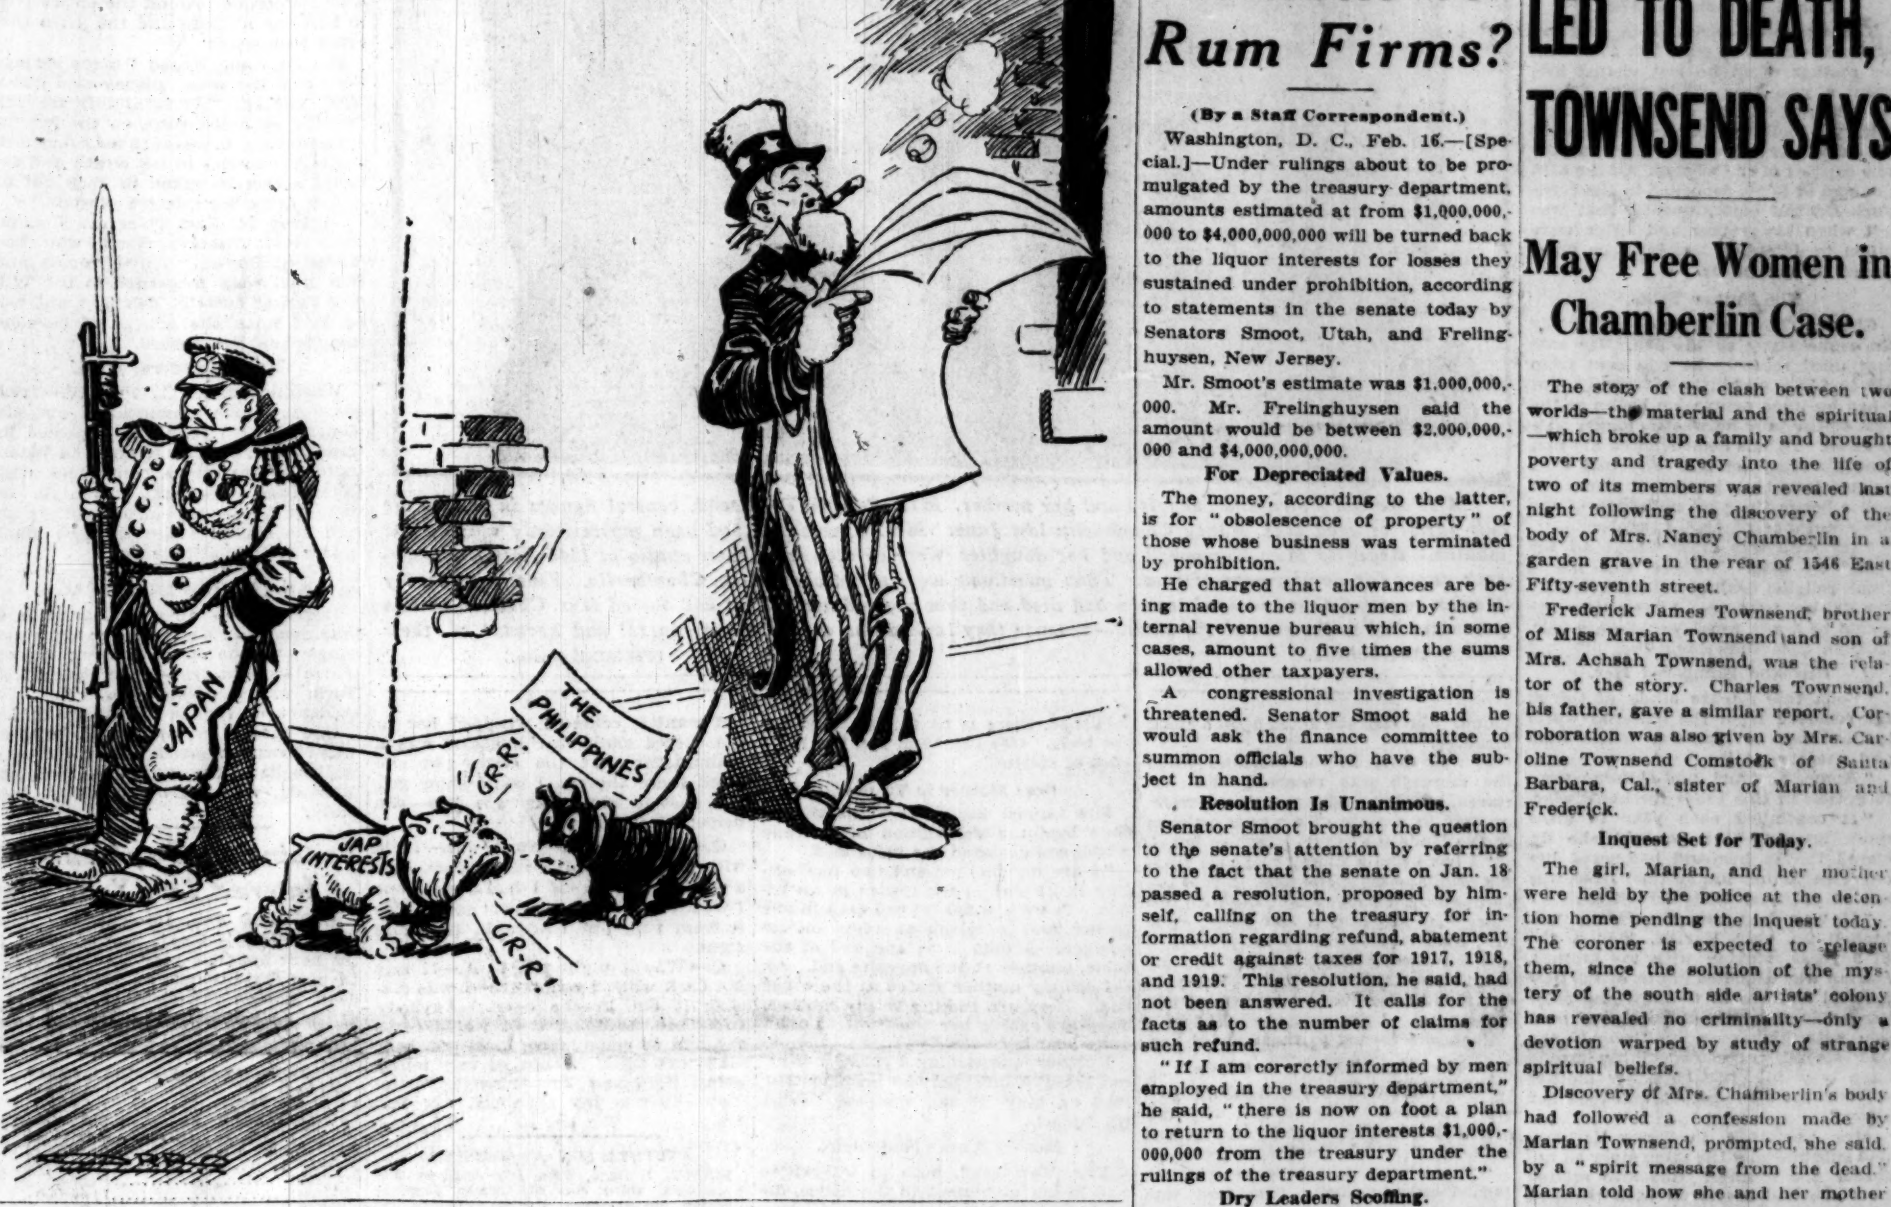 JAPAN
JAP
INTERESTS
GR-R!
GR-R!
THE
PHILIPPINES
Rum Firms?
(By a Staff Correspondent.)
Washington, D. C., Feb. 16.—[Spe-
cial.]—Under rulings about to be pro-
mulgated by the treasury department,
amounts estimated at from $1,000,000,-
000 to $4,000,000,000 will be turned back
to the liquor interests for losses they
sustained under prohibition, according
to statements in the senate today by
Senators Smoot, Utah, and Freling-
huysen, New Jersey.
Mr. Smoot's estimate was $1,000,000,-
000. Mr. Frelinghuysen said the
amount would be between $2,000,000,-
000 and $4,000,000,000.
For Depreciated Values.
The money, according to the latter,
is for "obsolescence of property" of
those whose business was terminated
by prohibition.
He charged that allowances are be-
ing made to the liquor men by the in-
ternal revenue bureau which, in some
cases, amount to five times the sums
allowed other taxpayers.
A congressional investigation is
threatened. Senator Smoot said he
would ask the finance committee to
summon officials who have the sub-
ject in hand.
Resolution Is Unanimous.
Senator Smoot brought the question
to the senate's attention by referring
to the fact that the senate on Jan. 18
passed a resolution, proposed by him-
self, calling on the treasury for in-
formation regarding refund, abatement
or credit against taxes for 1917, 1918,
and 1919. This resolution, he said, had
not been answered. It calls for the
facts as to the number of claims for
such refund.
"If I am corerctly informed by men
employed in the treasury department,"
he said, "there is now on foot a plan
to return to the liquor interests $1,000,-
000,000 from the treasury under the
rulings of the treasury department."
Dry Leaders Scoffing.
LED TO DEATH,
TOWNSEND SAYS
May Free Women in
Chamberlin Case.
The story of the clash between two
worlds—the material and the spiritual
—which broke up a family and brought
poverty and tragedy into the life of
two of its members was revealed last
night following the discovery of the
body of Mrs. Nancy Chamberlin in a
garden grave in the rear of 1546 East
Fifty-seventh street.
Frederick James Townsend, brother
of Miss Marian Townsend and son of
Mrs. Achsah Townsend, was the rela-
tor of the story. Charles Townsend,
his father, gave a similar report. Cor-
roboration was also given by Mrs. Car-
oline Townsend Comstock of Santa
Barbara, Cal., sister of Marian and
Frederick.
Inquest Set for Today.
The girl, Marian, and her mother
were held by the police at the deten-
tion home pending the inquest today.
The coroner is expected to release
them, since the solution of the mys-
tery of the south side artists' colony
has revealed no criminality—only a
devotion warped by study of strange
spiritual beliefs.
Discovery of Mrs. Chamberlin's body
had followed a confession made by
Marian Townsend, prompted, she said,
by a "spirit message from the dead."
Marian told how she and her mother